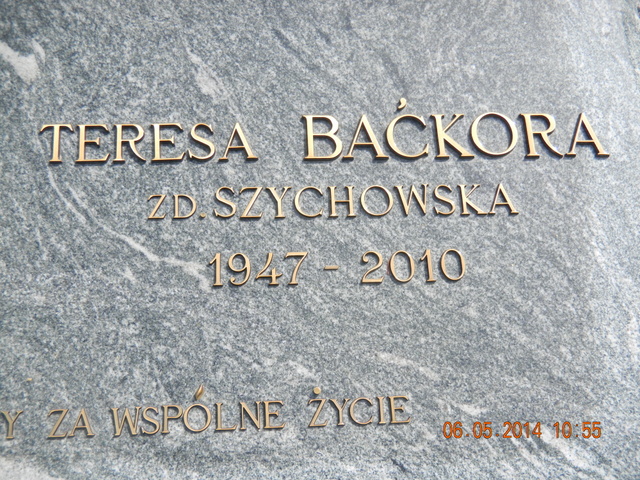 TERESA BAĆKORA
ZD. SZYCHOWSKA
1947 - 2010
Y ZA WSPÓLNE ŻYCIE
06.05.2014 10:55